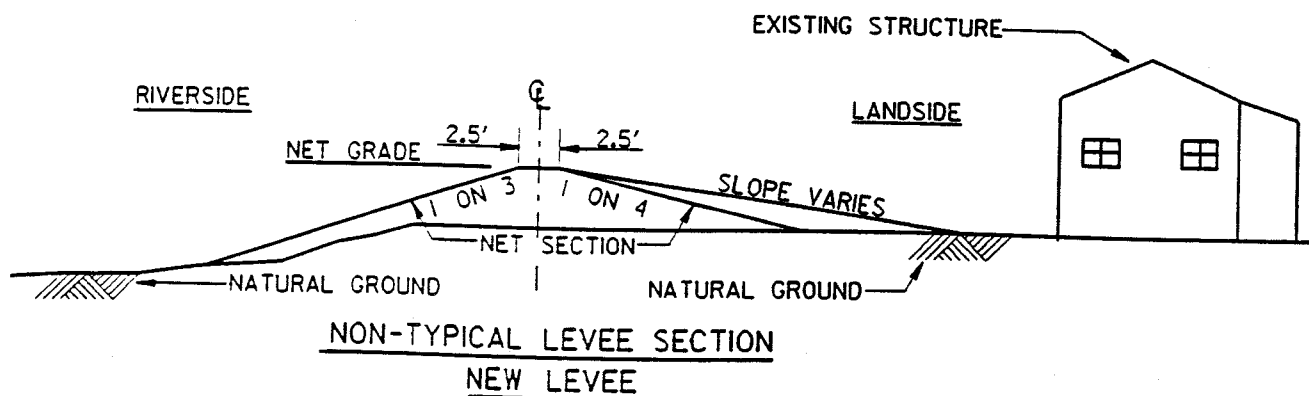 EXISTING STRUCTURE
RIVERSIDE
℄
LANDSIDE
2.5' 2.5'
NET GRADE
1 ON 3 1 ON 4
SLOPE VARIES
NET SECTION
NATURAL GROUND NATURAL GROUND
NON-TYPICAL LEVEE SECTION
NEW LEVEE